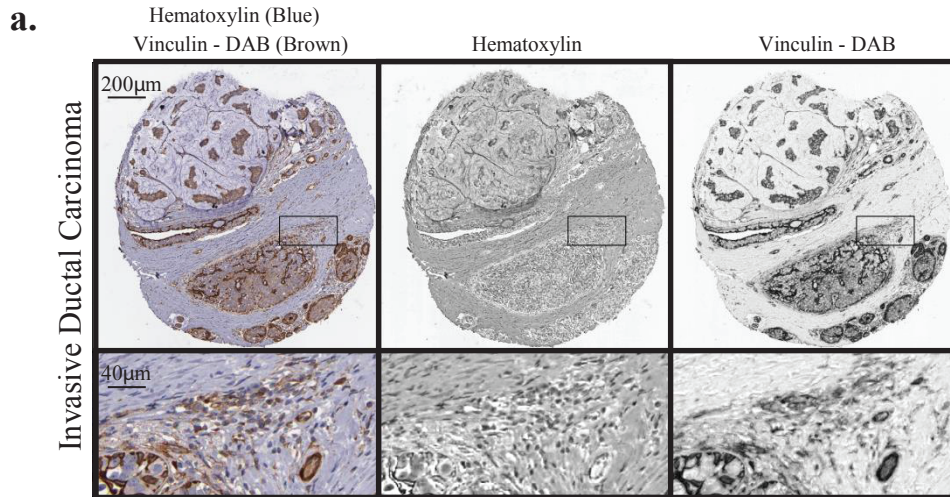 a.
Hematoxylin (Blue)
Vinculin - DAB (Brown)
Hematoxylin
Vinculin - DAB
Invasive Ductal Carcinoma
200µm
40µm